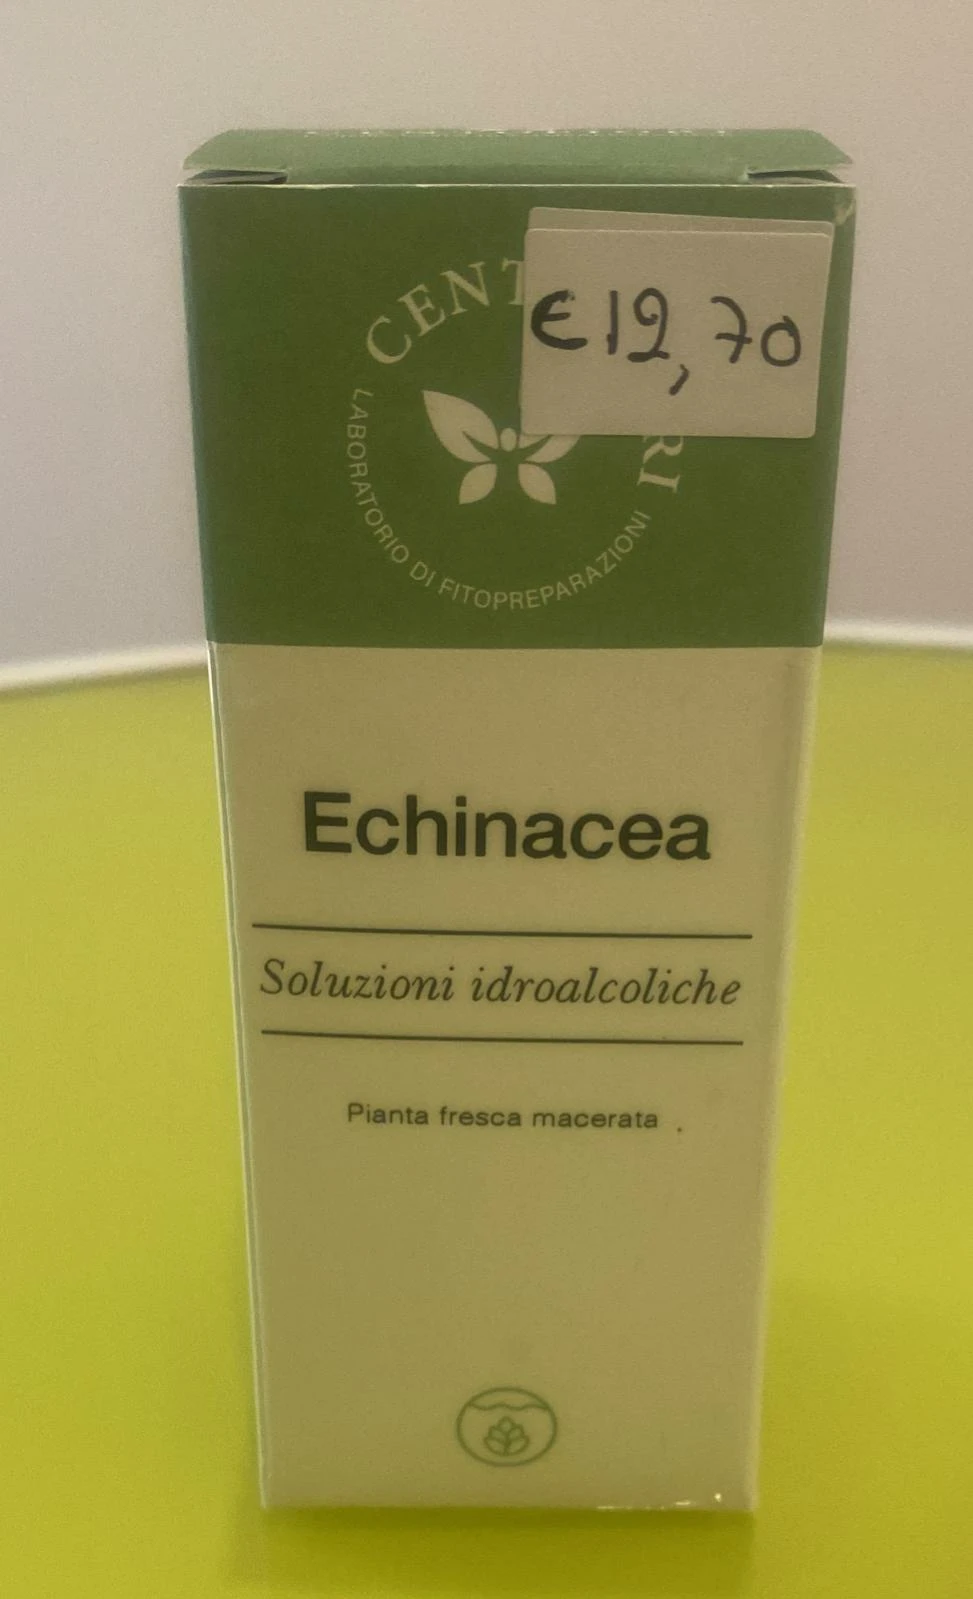 CENT
RI
€12,70
LABORATORIO DI FITOPREPARAZIONI
Echinacea
Soluzioni idroalcoliche
Pianta fresca macerata